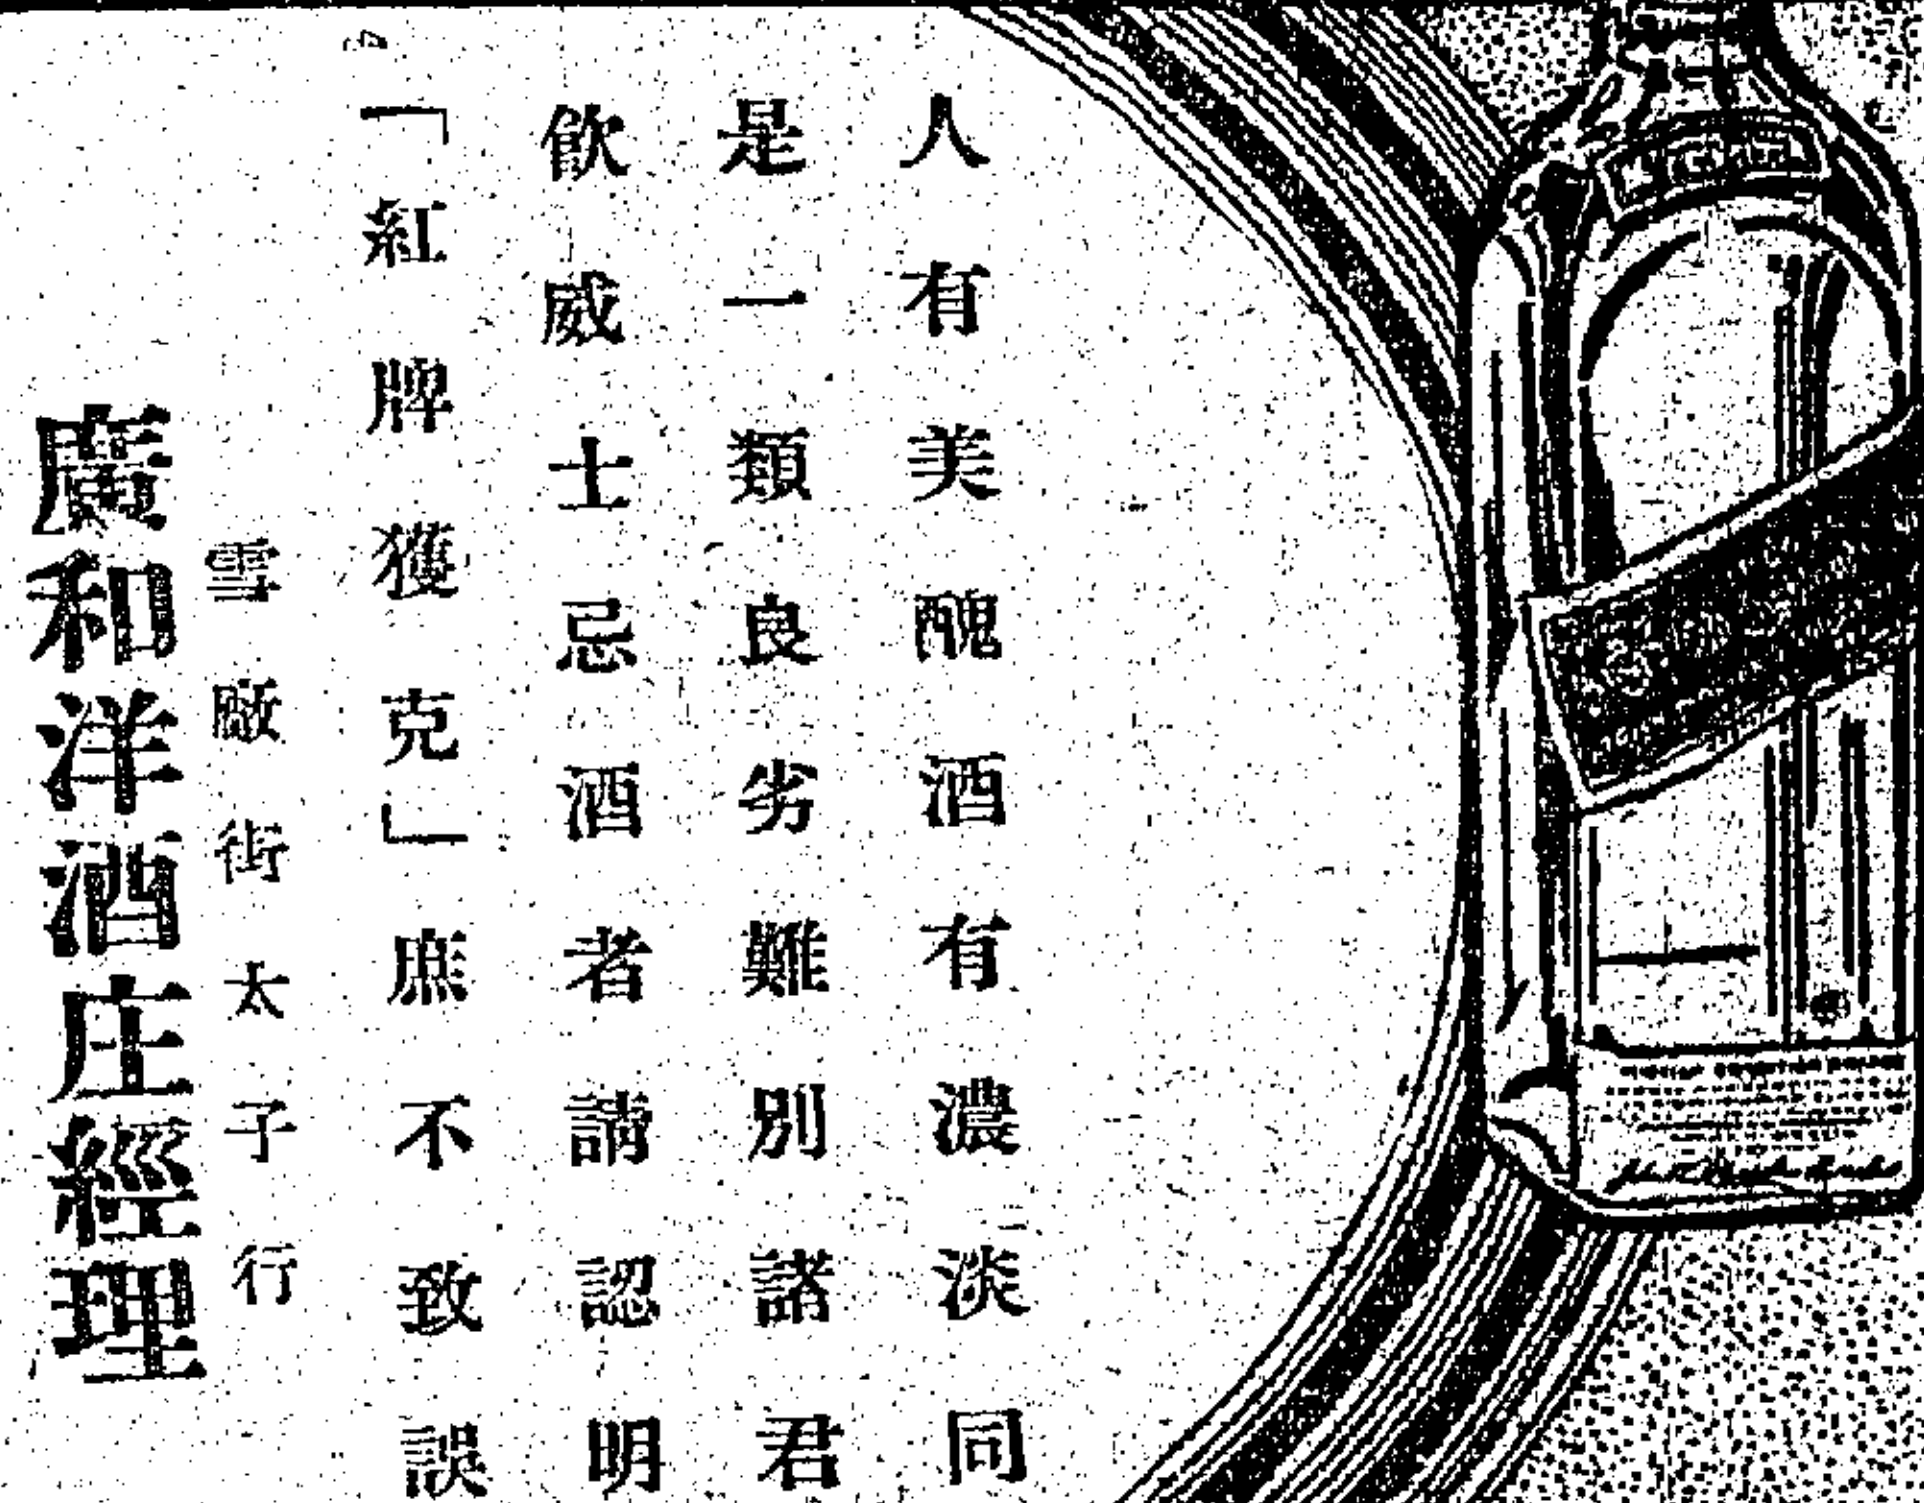 人有美醜酒有濃淡同
是一類良劣難別諸君
飲威士忌酒者請認明
「紅牌獲克」庶不致誤
雪廠街太子行
廣和洋酒庄經理